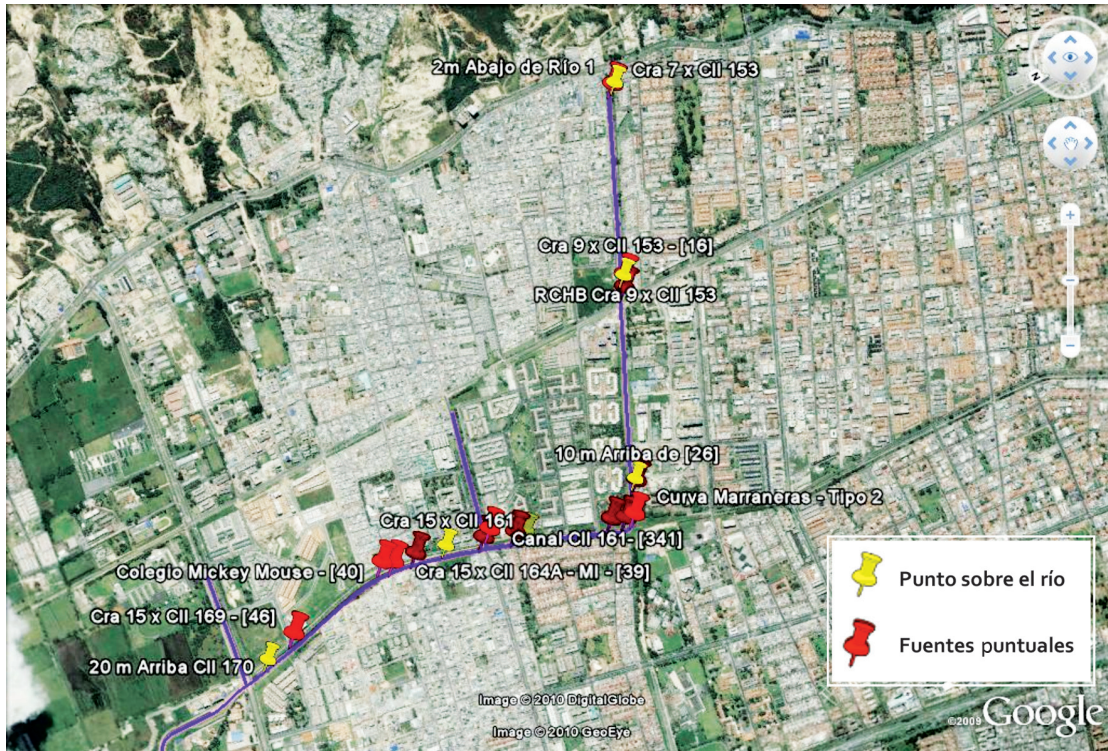 2m Abajo de Río 1
Cra 7 x Cll 153
N
Cra 9 x Cll 153 - [16]
RCHB Cra 9 x Cll 153
10 m Arriba de [26]
Curva Marraneras - Tipo 2
Cra 15 x Cll 161
Canal Cll 161- [341]
Colegio Mickey Mouse - [40]
Cra 15 x Cll 164A - MI - [39]
Cra 15 x Cll 169 - [46]
20 m Arriba Cll 170
Punto sobre el río
Fuentes puntuales
Image © 2010 DigitalGlobe
Image © 2010 GeoEye
©2009 Google